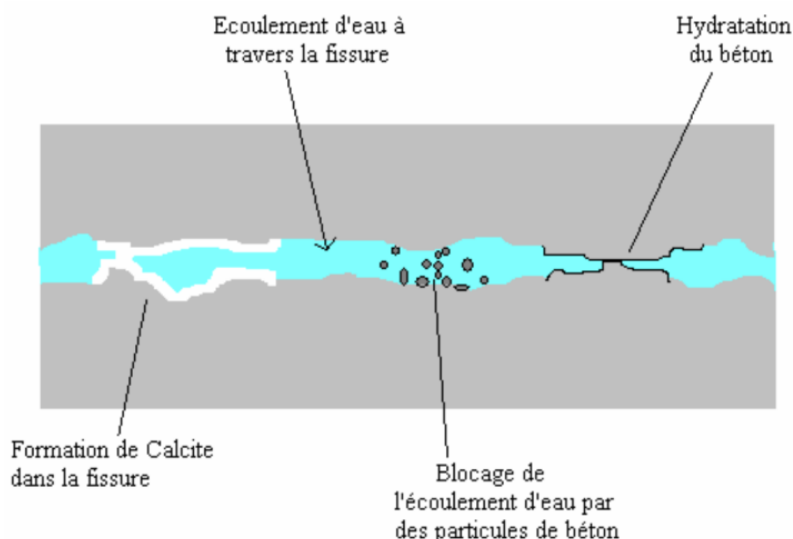 Ecoulement d'eau à
travers la fissure
Hydratation
du béton
Formation de Calcite
dans la fissure
Blocage de
l'écoulement d'eau par
des particules de béton